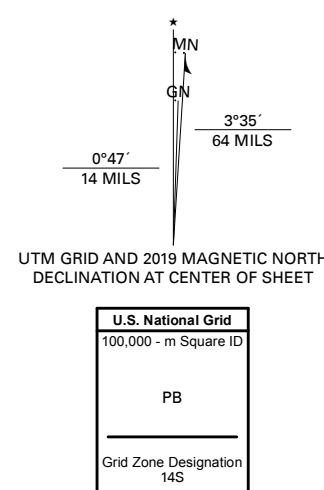 ★
MN
GN
3°35´
64 MILS
0°47´
14 MILS
UTM GRID AND 2019 MAGNETIC NORTH
DECLINATION AT CENTER OF SHEET
U.S. National Grid
100,000 - m Square ID
PB
Grid Zone Designation
14S